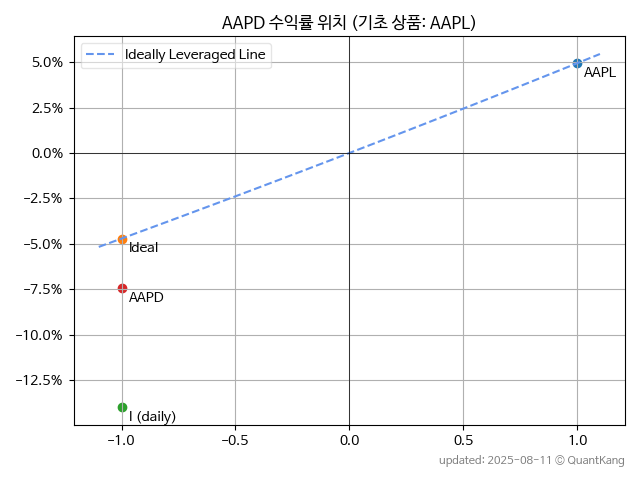 AAPD 수익률 위치 (기초 상품: AAPL)
Ideally Leveraged Line
5.0%
2.5%
0.0%
−2.5%
−5.0%
−7.5%
−10.0%
−12.5%
AAPL
Ideal
AAPD
I (daily)
−1.0 −0.5 0.0 0.5 1.0
updated: 2025-08-11 © QuantKang